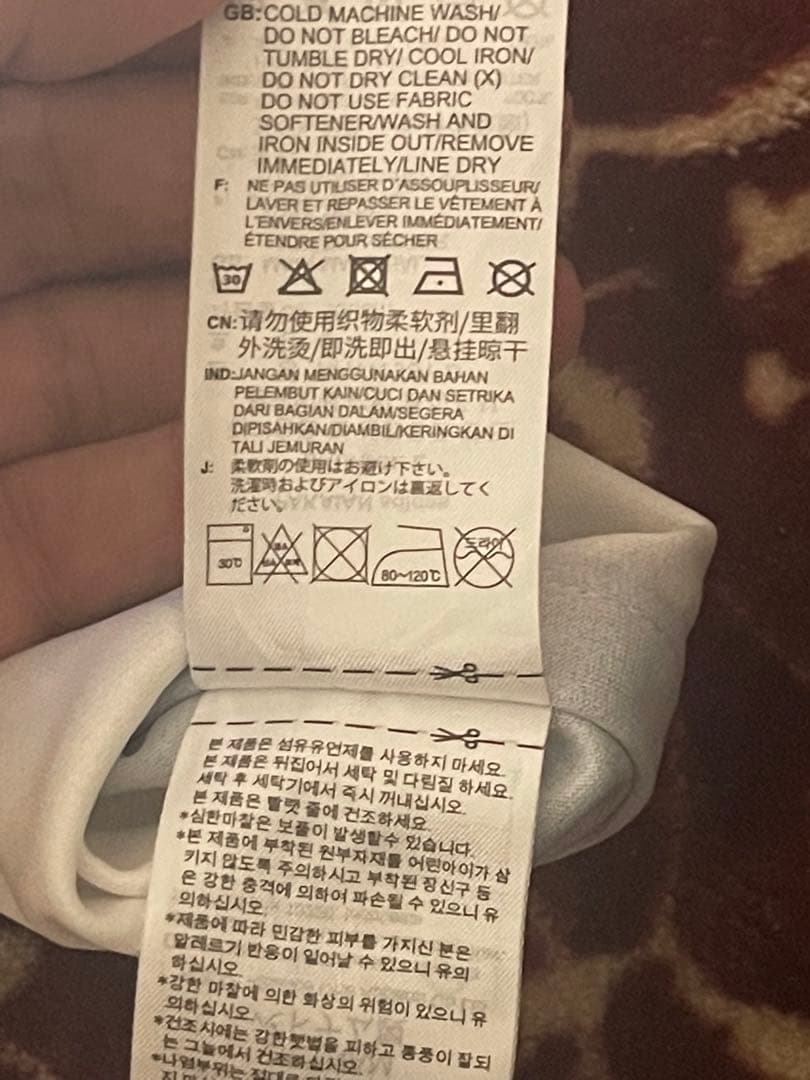 GB:COLD MACHINE WASH/
DO NOT BLEACH/ DO NOT
TUMBLE DRY/ COOL IRON/
DO NOT DRY CLEAN (X)
DO NOT USE FABRIC
SOFTENER/WASH AND
IRON INSIDE OUT/REMOVE
IMMEDIATELY/LINE DRY
F: NE PAS UTILISER D'ASSOUPLISSEUR/
LAVER ET REPASSER LE VÊTEMENT À
L'ENVERS/ENLEVER IMMÉDIATEMENT/
ÉTENDRE POUR SÉCHER
30
CN:请勿使用织物柔软剂/里翻
外洗烫/即洗即出/悬挂晾干
IND:JANGAN MENGGUNAKAN BAHAN
PELEMBUT KAIN/CUCI DAN SETRIKA
DARI BAGIAN DALAM/SEGERA
DIPISAHKAN/DIAMBIL/KERINGKAN DI
TALI JEMURAN
J: 柔軟剤の使用はお避け下さい。
洗濯時およびアイロンは裏返してく
ださい。
30℃ 80~120℃ 드라이
본 제품은 섬유유연제를 사용하지 마세요.
본 제품은 뒤집어서 세탁 및 다림질 하세요.
세탁 후 세탁기에서 즉시 꺼내십시오.
본 제품은 빨랫 줄에 건조하세요.
*심한마찰은 보풀이 발생할수 있습니다.
*본 제품에 부착된 원부자재를 어린아이가 삼
키지 않도록 주의하시고 부착된 장신구 등
은 강한 충격에 의하여 파손될 수 있으니 유
의하십시오.
*제품에 따라 민감한 피부를 가지신 분은
알레르기 반응이 일어날 수 있으니 유의
하십시오.
*강한 마찰에 의한 화상의 위험이 있으니 유
의하십시오.
*건조시에는 강한햇볕을 피하고 통풍이 잘되
는 그늘에서 건조하십시오.
*나염부위는 절대로